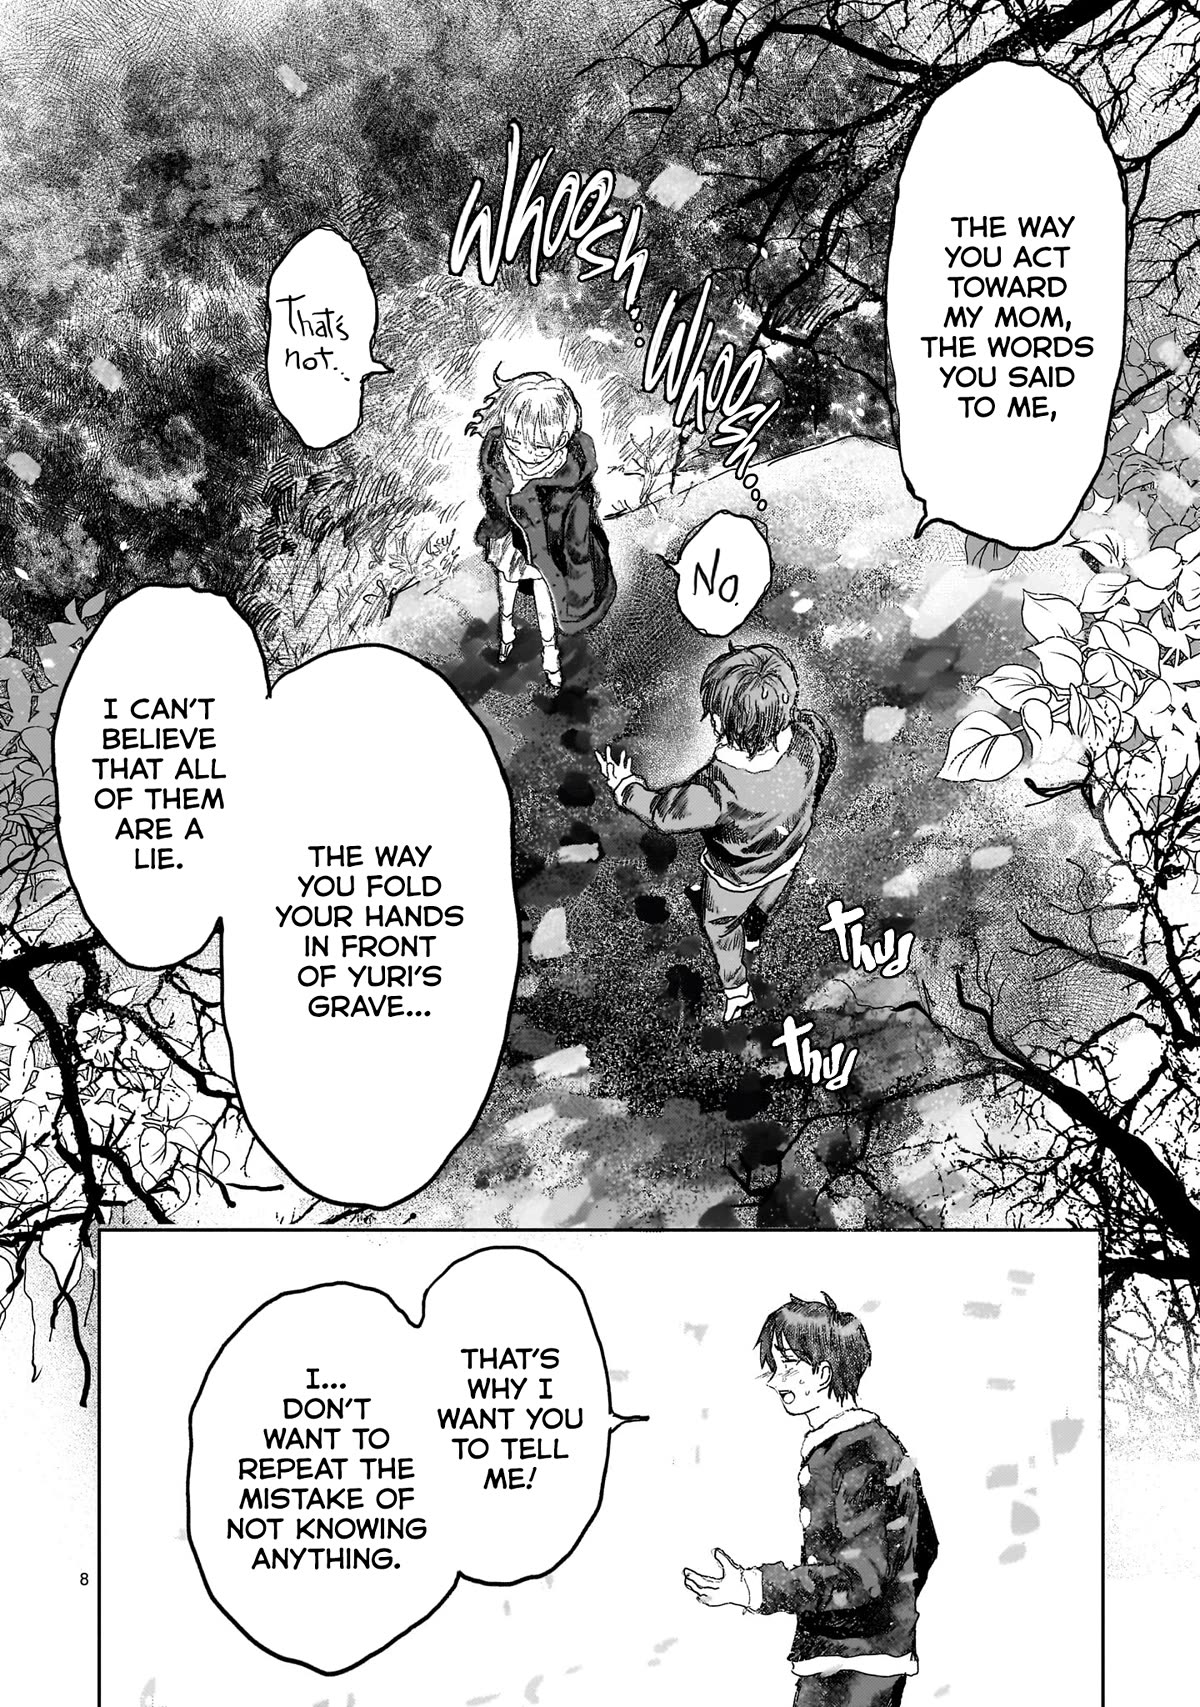 THE WAY
YOU ACT
TOWARD
MY MOM,
THE WORDS
YOU SAID
TO ME,
Whoosh...
Whoosh...
That's
not...
No.
THE WAY
YOU FOLD
YOUR HANDS
IN FRONT
OF YURI'S
GRAVE...
I CAN'T
BELIEVE
THAT ALL
OF THEM
ARE A
LIE.
Thud
Thud
THAT'S
WHY I
WANT YOU
TO TELL
ME!
I...
DON'T
WANT TO
REPEAT THE
MISTAKE OF
NOT KNOWING
ANYTHING.
8